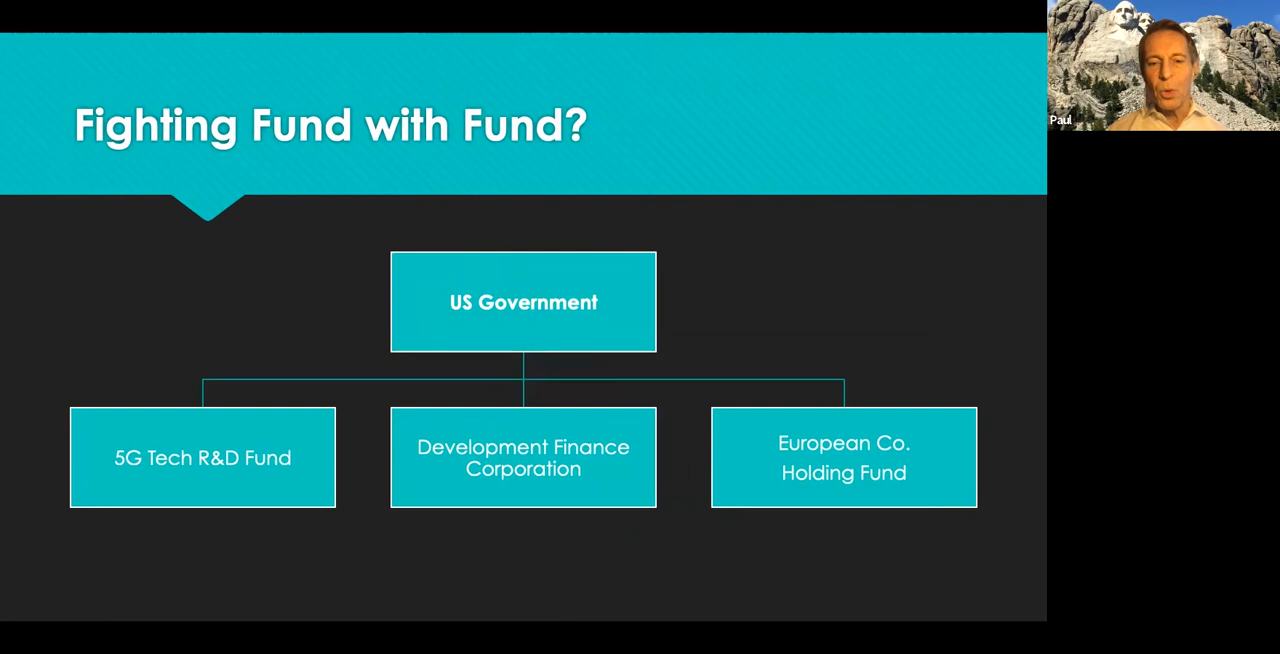 Fighting Fund with Fund?
Paul
US Government
5G Tech R&D Fund
Development Finance
Corporation
European Co.
Holding Fund